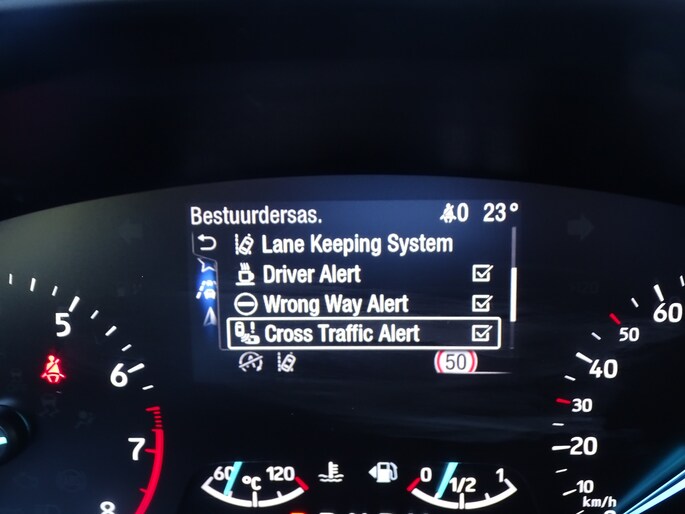 Bestuurdersas. 0 23°
Lane Keeping System
Driver Alert
Wrong Way Alert
Cross Traffic Alert
50
5
6
7
8
60
50
40
30
20
10
km/h
60 °C 120
0 1/2 1